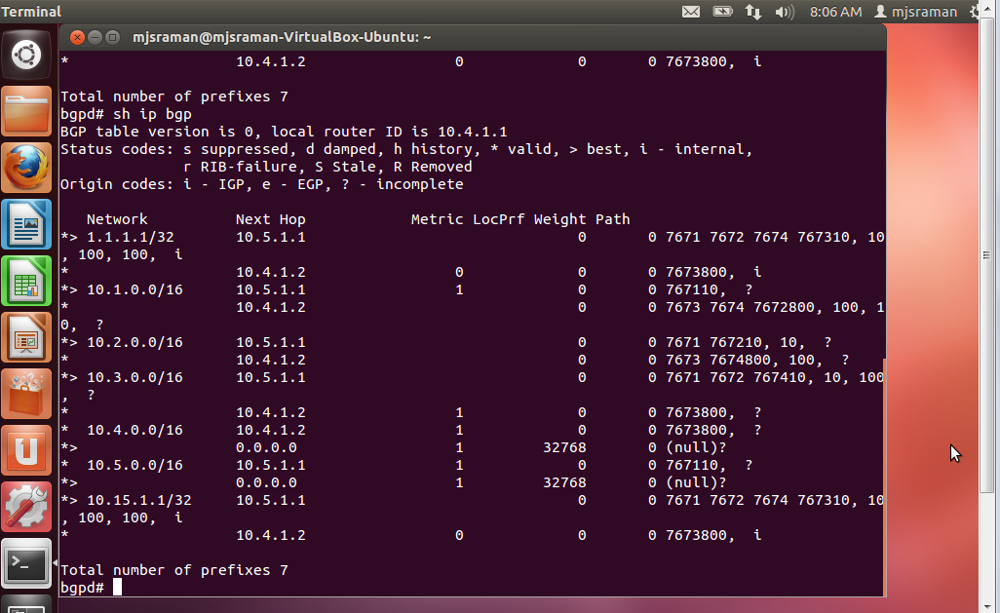 Terminal 8:06 AM mjsraman
mjsraman@mjsraman-VirtualBox-Ubuntu: ~
* 10.4.1.2 0 0 0 7673800, i
Total number of prefixes 7
bgpd# sh ip bgp
BGP table version is 0, local router ID is 10.4.1.1
Status codes: s suppressed, d damped, h history, * valid, > best, i - internal,
r RIB-failure, S Stale, R Removed
Origin codes: i - IGP, e - EGP, ? - incomplete
Network Next Hop Metric LocPrf Weight Path
*> 1.1.1.1/32 10.5.1.1 0 0 7671 7672 7674 767310, 10
, 100, 100, i
* 10.4.1.2 0 0 0 7673800, i
*> 10.1.0.0/16 10.5.1.1 1 0 0 767110, ?
* 10.4.1.2 0 0 7673 7674 7672800, 100, 1
0, ?
*> 10.2.0.0/16 10.5.1.1 0 0 7671 767210, 10, ?
* 10.4.1.2 0 0 7673 7674800, 100, ?
*> 10.3.0.0/16 10.5.1.1 0 0 7671 7672 767410, 10, 100
, ?
* 10.4.1.2 1 0 0 7673800, ?
* 10.4.0.0/16 10.4.1.2 1 0 0 7673800, ?
*> 0.0.0.0 1 32768 0 (null)?
* 10.5.0.0/16 10.5.1.1 1 0 0 767110, ?
*> 0.0.0.0 1 32768 0 (null)?
*> 10.15.1.1/32 10.5.1.1 0 0 7671 7672 7674 767310, 10
, 100, 100, i
* 10.4.1.2 0 0 0 7673800, i
Total number of prefixes 7
bgpd#